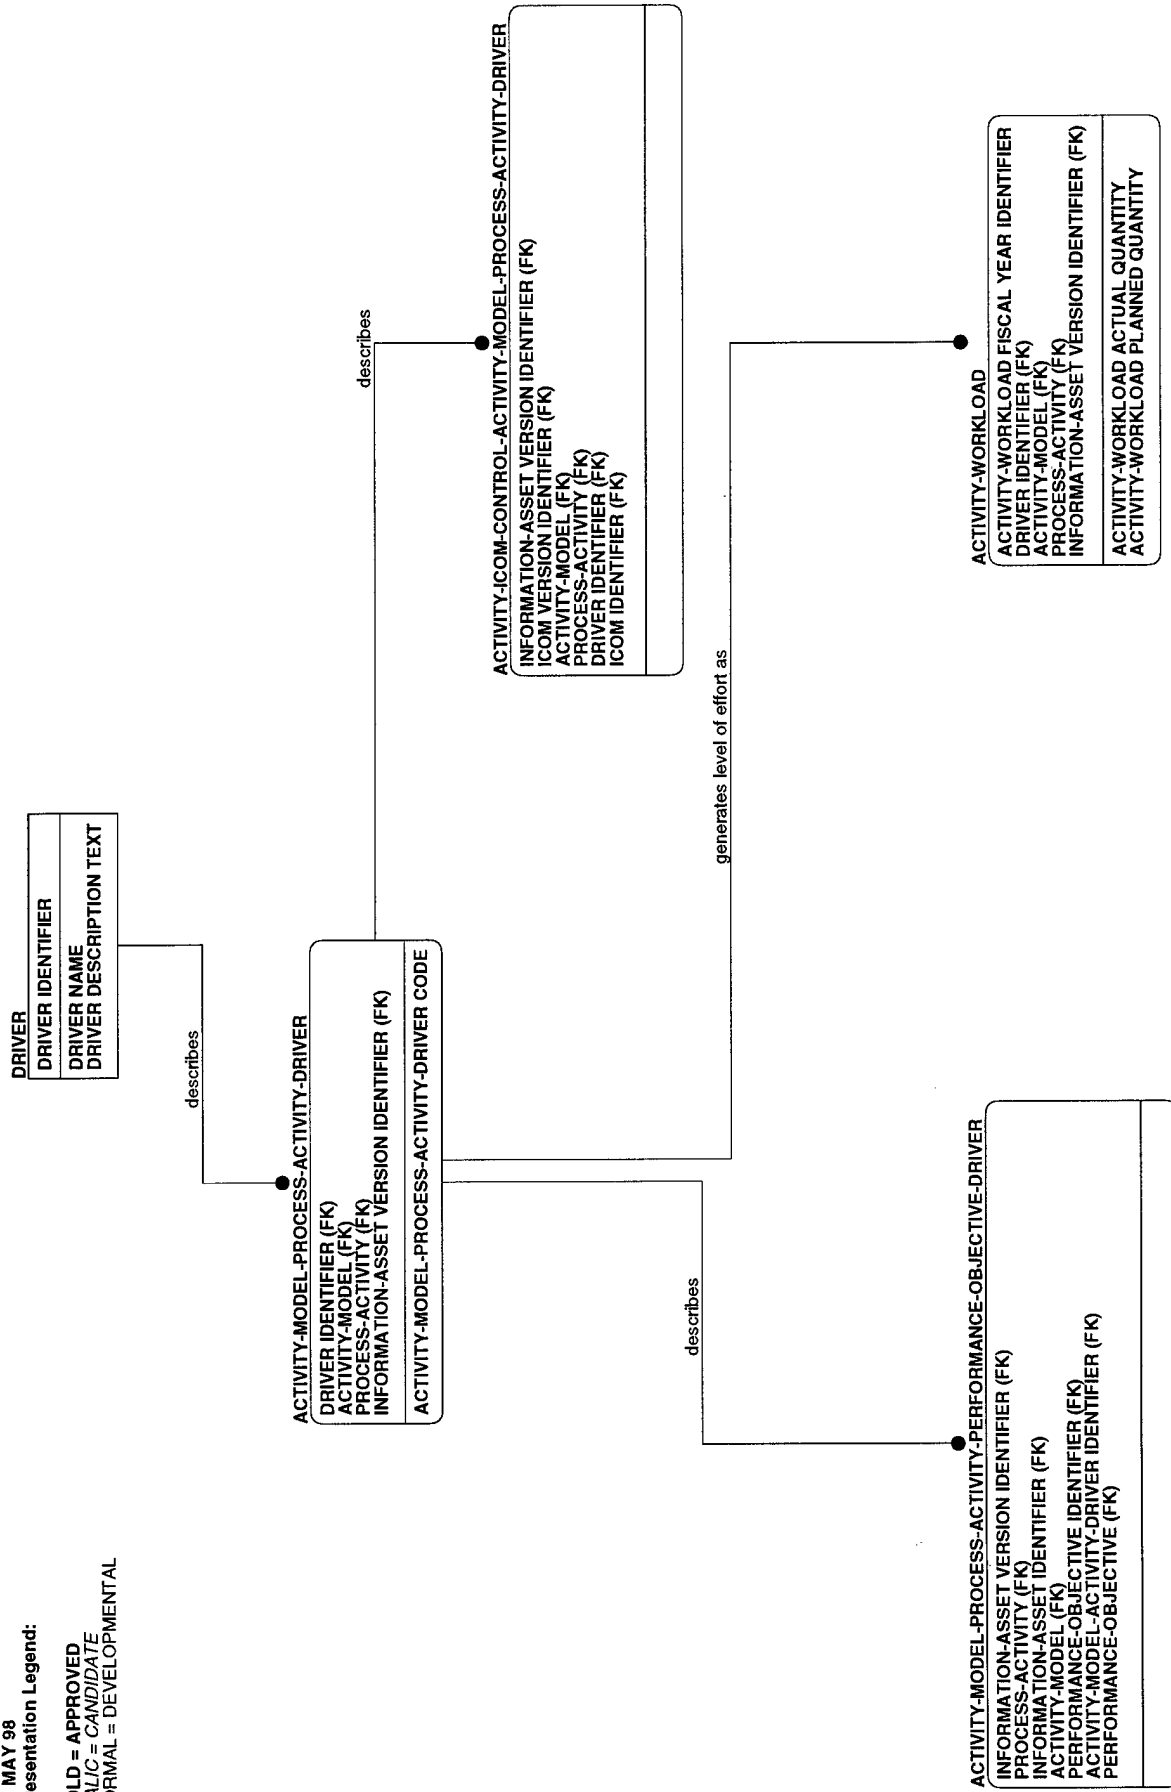 MAY 98
esentation Legend:
LD = APPROVED
ALIC = CANDIDATE
ORMAL = DEVELOPMENTAL
DRIVER
DRIVER IDENTIFIER
DRIVER NAME
DRIVER DESCRIPTION TEXT
describes
ACTIVITY-MODEL-PROCESS-ACTIVITY-DRIVER
DRIVER IDENTIFIER (FK)
ACTIVITY-MODEL (FK)
PROCESS-ACTIVITY (FK)
INFORMATION-ASSET VERSION IDENTIFIER (FK)
ACTIVITY-MODEL-PROCESS-ACTIVITY-DRIVER CODE
describes
ACTIVITY-ICOM-CONTROL-ACTIVITY-MODEL-PROCESS-ACTIVITY-DRIVER
INFORMATION-ASSET VERSION IDENTIFIER (FK)
ICOM VERSION IDENTIFIER (FK)
ACTIVITY-MODEL (FK)
PROCESS-ACTIVITY (FK)
DRIVER IDENTIFIER (FK)
ICOM IDENTIFIER (FK)
describes
generates level of effort as
ACTIVITY-MODEL-PROCESS-ACTIVITY-PERFORMANCE-OBJECTIVE-DRIVER
INFORMATION-ASSET VERSION IDENTIFIER (FK)
PROCESS-ACTIVITY (FK)
INFORMATION-ASSET IDENTIFIER (FK)
ACTIVITY-MODEL (FK)
PERFORMANCE-OBJECTIVE IDENTIFIER (FK)
ACTIVITY-MODEL-ACTIVITY-DRIVER IDENTIFIER (FK)
PERFORMANCE-OBJECTIVE (FK)
ACTIVITY-WORKLOAD
ACTIVITY-WORKLOAD FISCAL YEAR IDENTIFIER
DRIVER IDENTIFIER (FK)
ACTIVITY-MODEL (FK)
PROCESS-ACTIVITY (FK)
INFORMATION-ASSET VERSION IDENTIFIER (FK)
ACTIVITY-WORKLOAD ACTUAL QUANTITY
ACTIVITY-WORKLOAD PLANNED QUANTITY